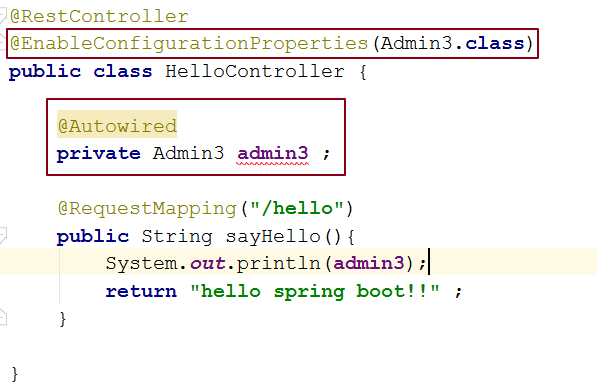 @RestController
@EnableConfigurationProperties(Admin3.class)
public class HelloController {
@Autowired
private Admin3 admin3 ;
@RequestMapping("/hello")
public String sayHello(){
System.out.println(admin3);
return "hello spring boot!!" ;
}
}